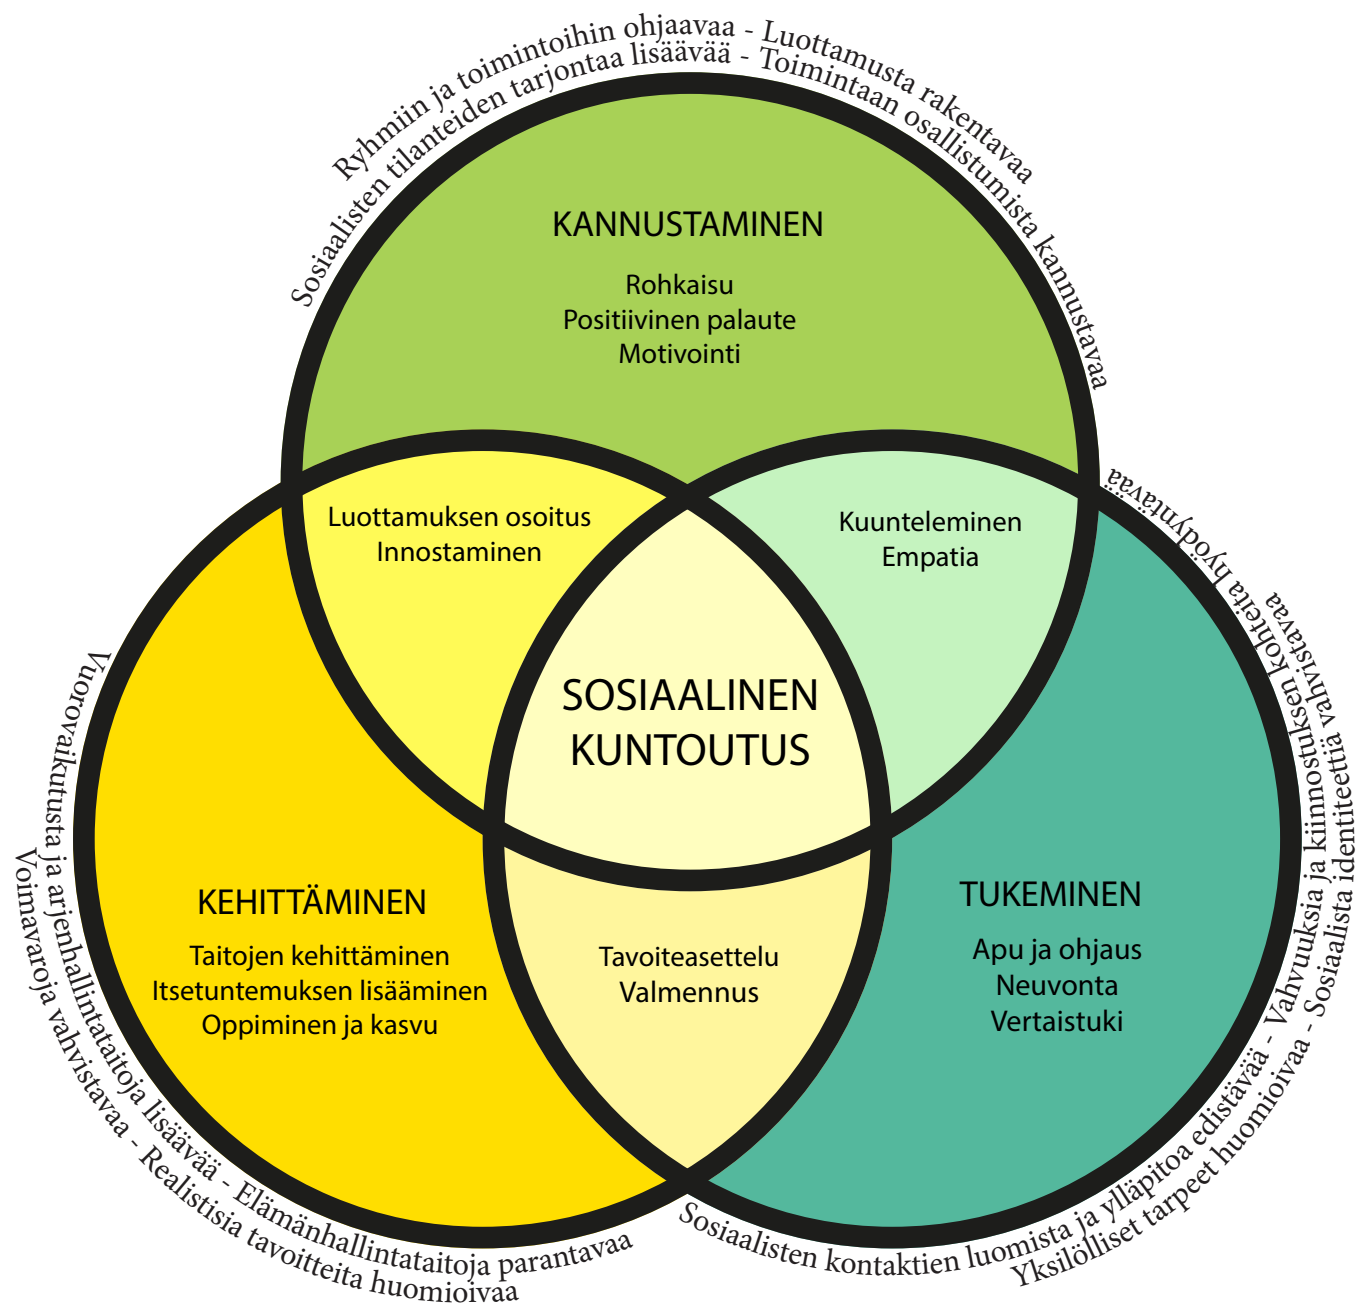 Ryhmiin ja toimintoihin ohjaavaa - Luottamusta rakentavaa
Sosiaalisten tilanteiden tarjontaa lisäävää - Toimintaan osallistumista kannustavaa
KANNUSTAMINEN
Rohkaisu
Positiivinen palaute
Motivointi
Luottamuksen osoitus
Innostaminen
Kuunteleminen
Empatia
SOSIAALINEN
KUNTOUTUS
KEHITTÄMINEN
Taitojen kehittäminen
Itsetuntemuksen lisääminen
Oppiminen ja kasvu
Tavoiteasettelu
Valmennus
TUKEMINEN
Apu ja ohjaus
Neuvonta
Vertaistuki
Vuorovaikutusta ja arjenhallintataitoja lisäävää - Elämänhallintataitoja parantavaa
Voimavaroja vahvistavaa - Realistisia tavoitteita huomioivaa
Sosiaalisten kontaktien luomista ja ylläpitoa edistävää - Vahvuuksia ja kiinnostuksen kohteita hyödyntävää
Yksilölliset tarpeet huomioivaa - Sosiaalista identiteettiä vahvistavaa